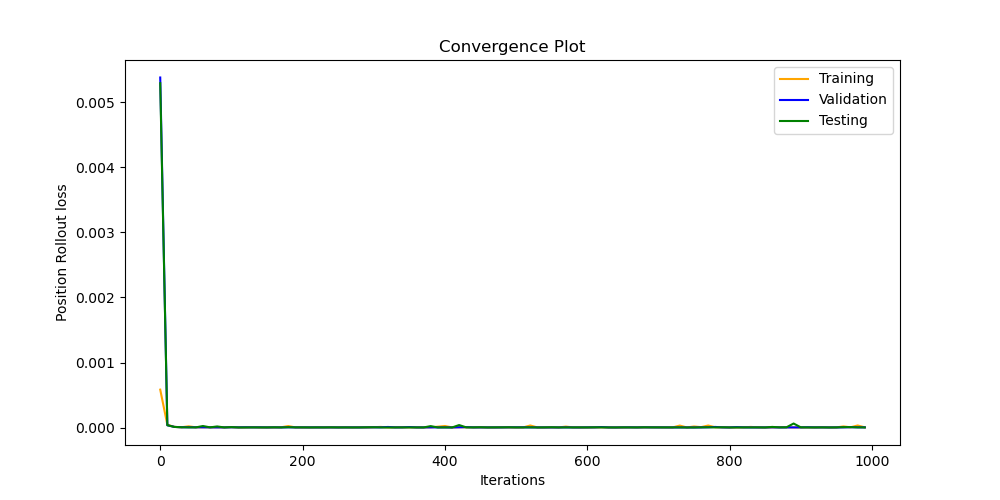 Convergence Plot
Training
Validation
Testing
Position Rollout loss
0.005
0.004
0.003
0.002
0.001
0.000
0 200 400 600 800 1000
Iterations